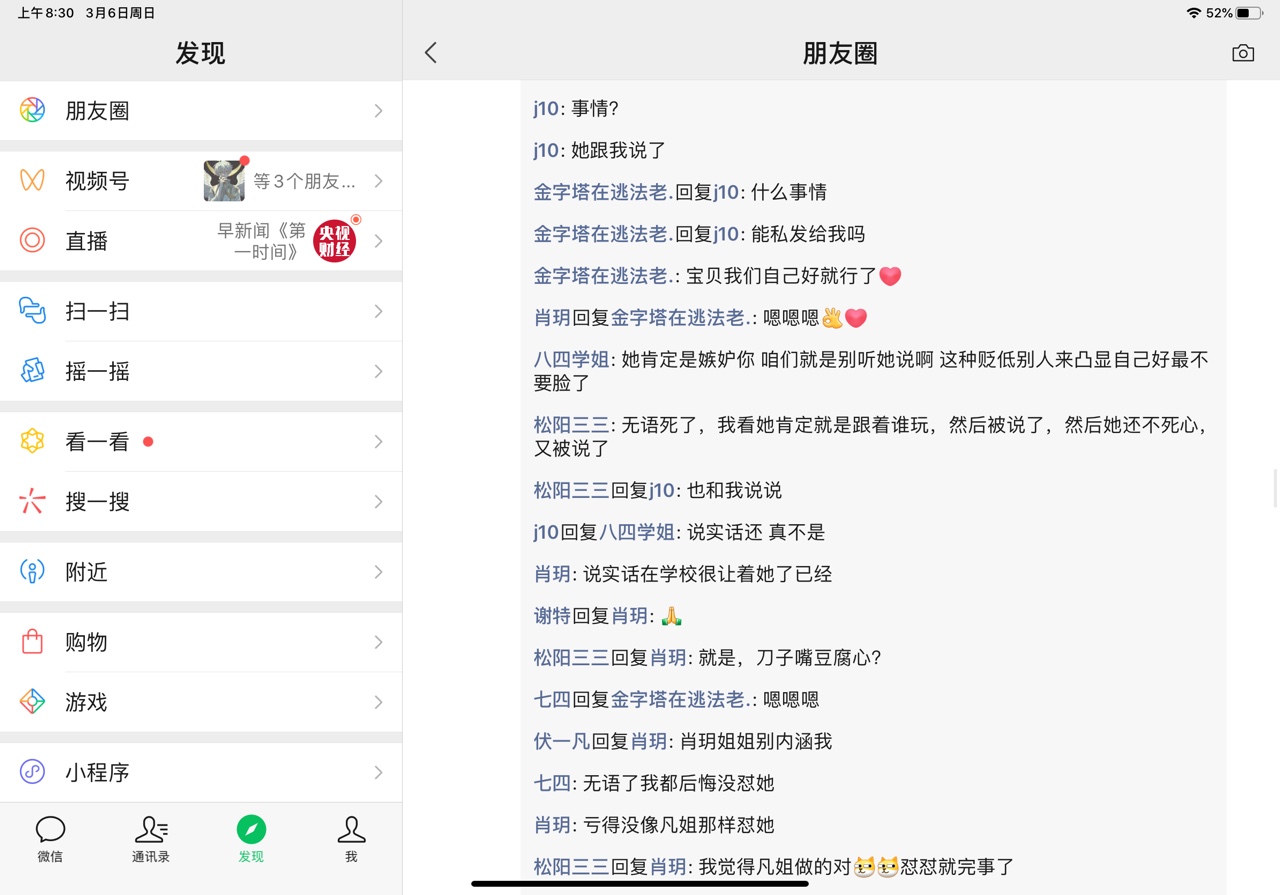 上午8:30 3月6日周日
52%
发现
朋友圈
朋友圈
视频号
等3个朋友...
直播
早新闻《第
一时间》
央视
财经
扫一扫
摇一摇
看一看
搜一搜
附近
购物
游戏
小程序
微信
通讯录
发现
我
j10: 事情?
j10: 她跟我说了
金字塔在逃法老.回复j10: 什么事情
金字塔在逃法老.回复j10: 能私发给我吗
金字塔在逃法老.: 宝贝我们自己好就行了❤️
肖玥回复金字塔在逃法老.: 嗯嗯嗯👌❤️
八四学姐: 她肯定是嫉妒你 咱们就是别听她说啊 这种贬低别人来凸显自己好最不
要脸了
松阳三三: 无语死了，我看她肯定就是跟着谁玩，然后被说了，然后她还不死心，
又被说了
松阳三三回复j10: 也和我说说
j10回复八四学姐: 说实话还 真不是
肖玥: 说实话在学校很让着她了已经
谢特回复肖玥: 🙏
松阳三三回复肖玥: 就是，刀子嘴豆腐心?
七四回复金字塔在逃法老.: 嗯嗯嗯
伏一凡回复肖玥: 肖玥姐姐别内涵我
七四: 无语了我都后悔没怼她
肖玥: 亏得没像凡姐那样怼她
松阳三三回复肖玥: 我觉得凡姐做的对怼怼就完事了